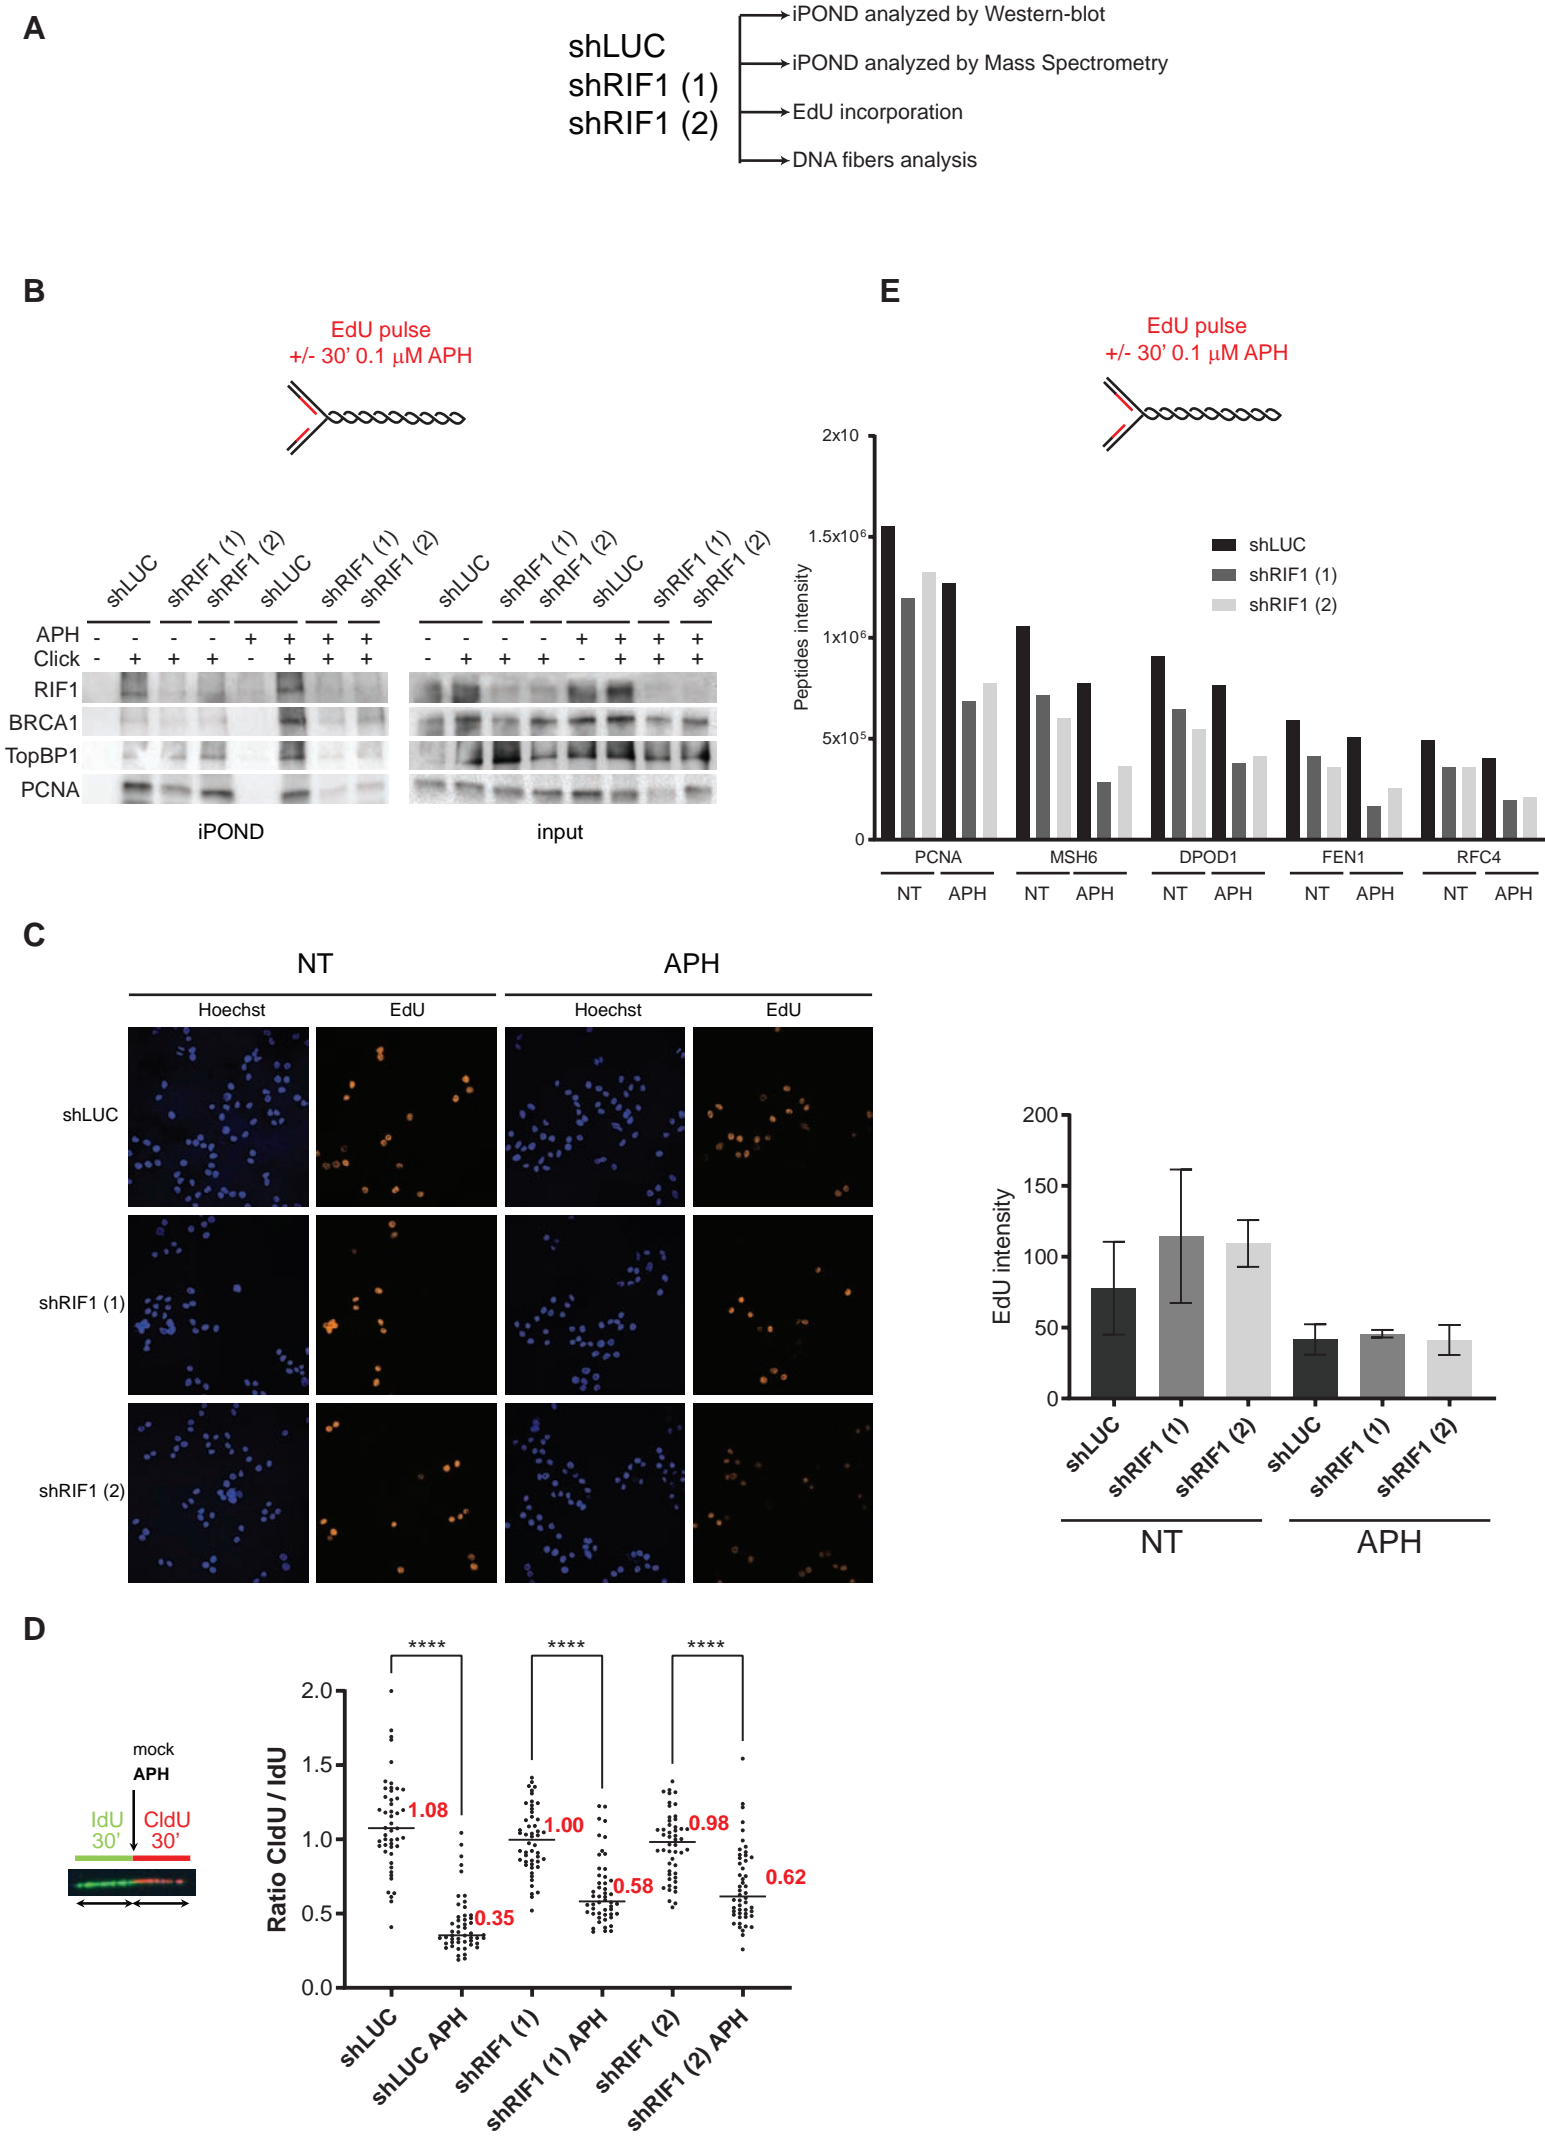 A
shLUC
shRIF1 (1)
shRIF1 (2)
iPOND analyzed by Western-blot
iPOND analyzed by Mass Spectrometry
EdU incorporation
DNA fibers analysis
B
EdU pulse
+/- 30’ 0.1 μM APH
shLUC shRIF1 (1) shRIF1 (2) shLUC shRIF1 (1) shRIF1 (2) shLUC shRIF1 (1) shRIF1 (2) shLUC shRIF1 (1) shRIF1 (2)
APH - - - - + + + + - - - - + + + +
Click - + + + - + + + - + + + - + + +
RIF1
BRCA1
TopBP1
PCNA
iPOND input
E
EdU pulse
+/- 30’ 0.1 μM APH
Peptides intensity
2x10
1.5x10⁶
1x10⁶
5x10⁵
0
shLUC
shRIF1 (1)
shRIF1 (2)
PCNA MSH6 DPOD1 FEN1 RFC4
NT APH NT APH NT APH NT APH NT APH
C
NT APH
Hoechst EdU Hoechst EdU
shLUC
shRIF1 (1)
shRIF1 (2)
EdU intensity
200
150
100
50
0
shLUC shRIF1 (1) shRIF1 (2) shLUC shRIF1 (1) shRIF1 (2)
NT APH
D
mock
APH
IdU CldU
30’ 30’
Ratio CldU / IdU
2.0
1.5
1.0
0.5
0.0
**** **** ****
1.08
0.35
1.00
0.58
0.98
0.62
shLUC shLUC APH shRIF1 (1) shRIF1 (1) APH shRIF1 (2) shRIF1 (2) APH